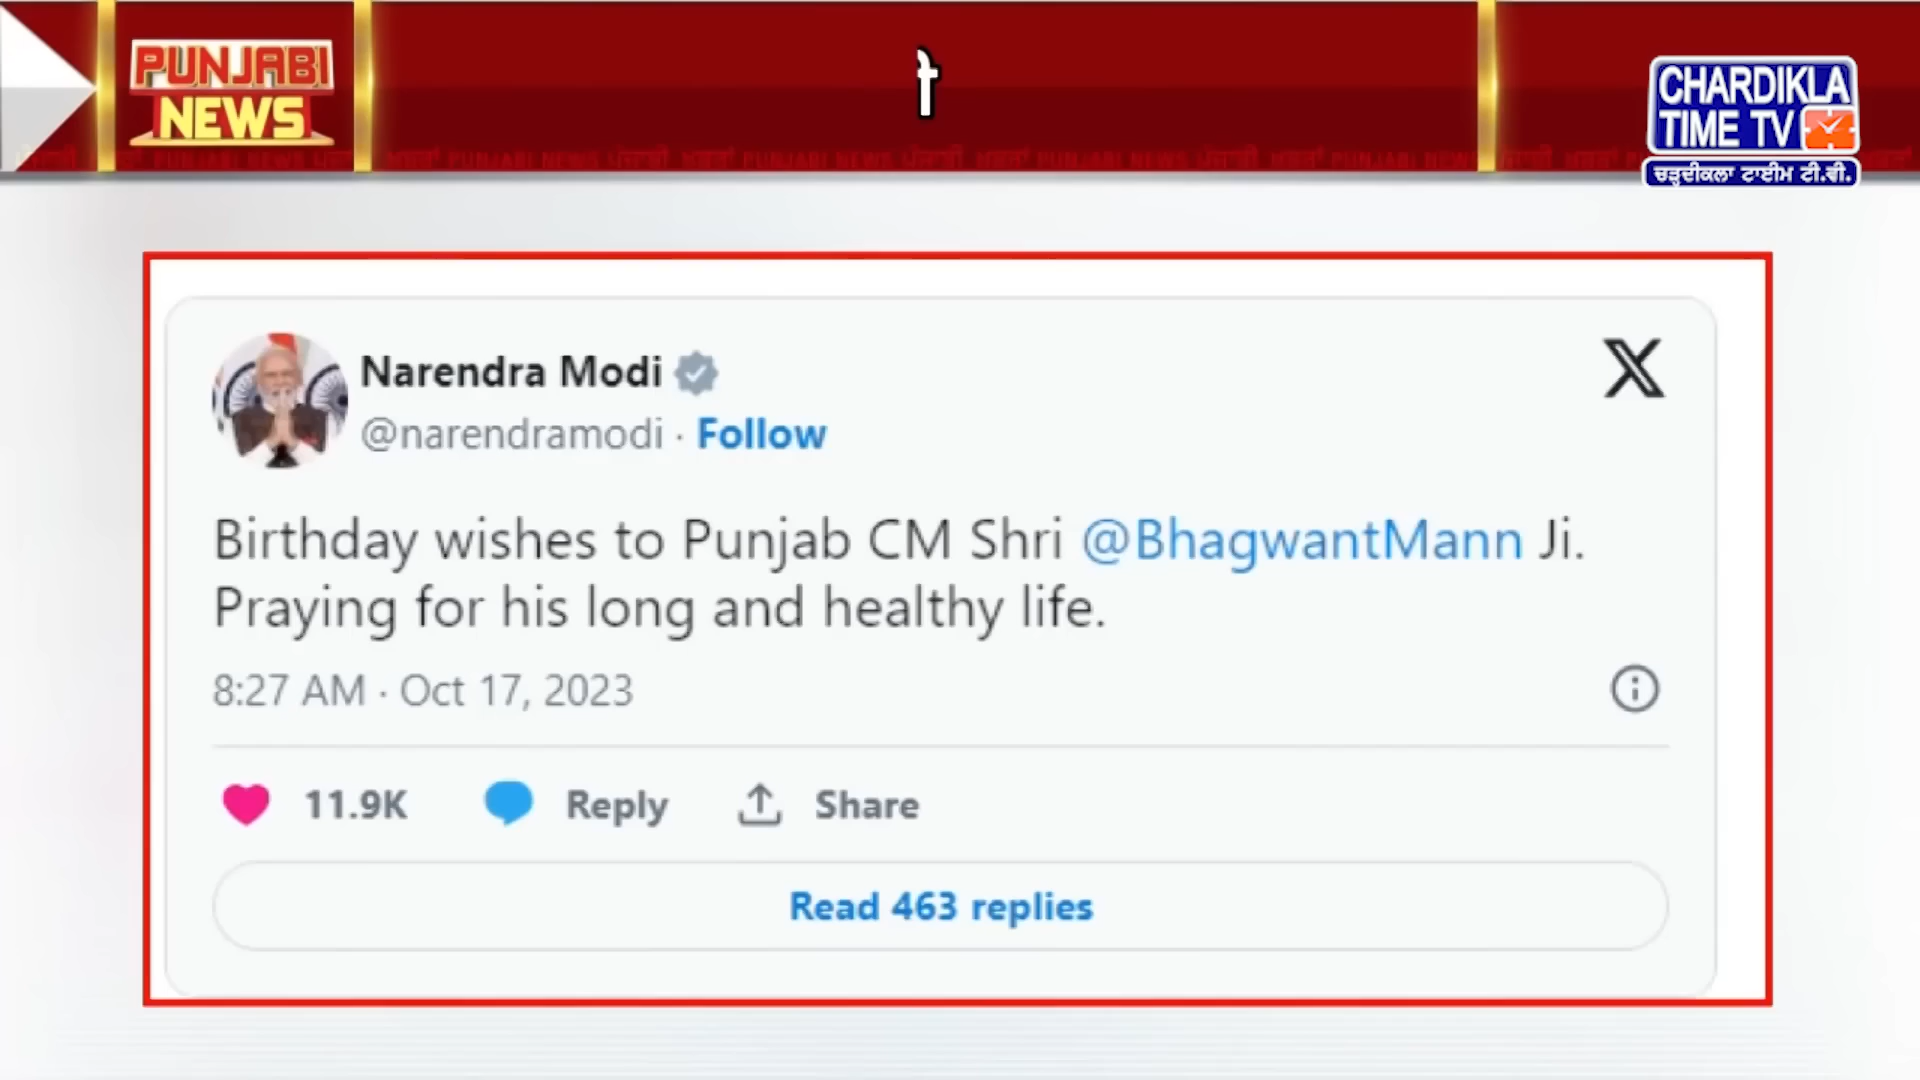 PUNJABI
NEWS
CHARDIKLA
TIME TV
ਚੜ੍ਹਦੀਕਲਾ ਟਾਈਮ ਟੀ.ਵੀ.
Narendra Modi
@narendramodi · Follow
X
Birthday wishes to Punjab CM Shri @BhagwantMann Ji.
Praying for his long and healthy life.
8:27 AM · Oct 17, 2023
11.9K Reply Share
Read 463 replies